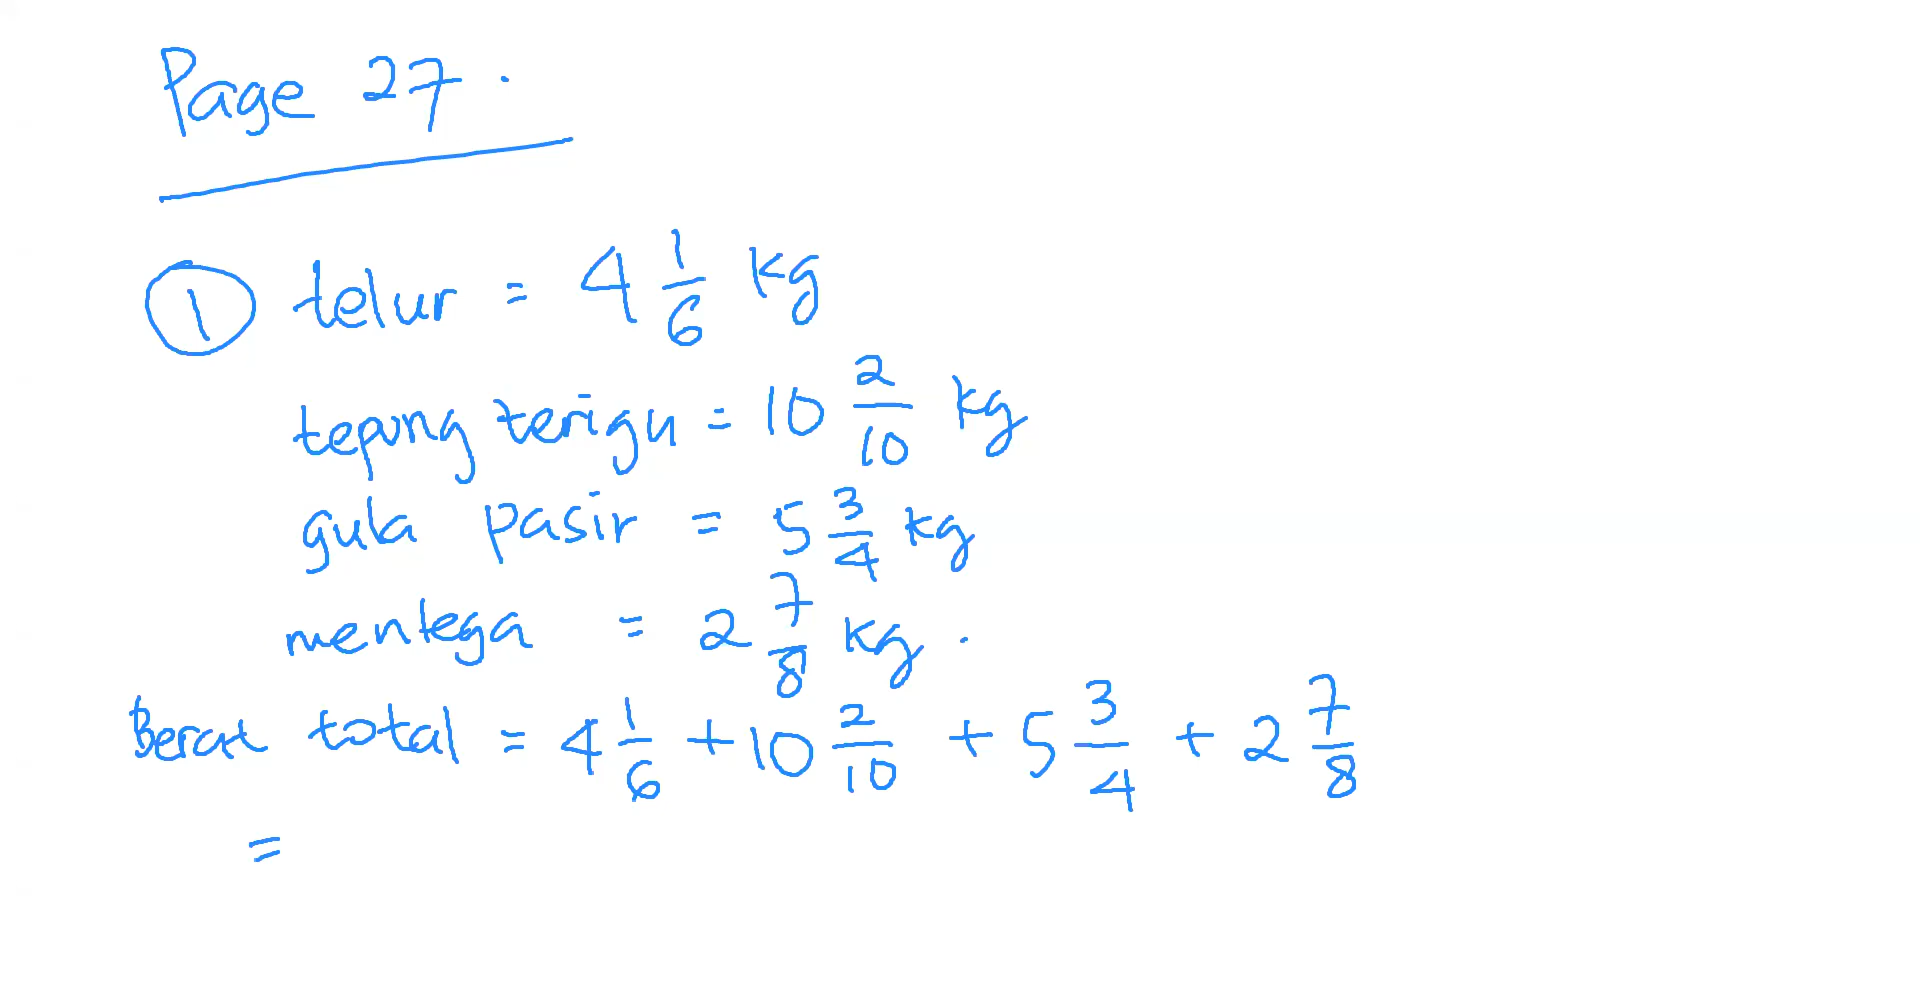 Page 27.
① telur = 4 1/6 kg
tepung terigu = 10 2/10 kg
gula pasir = 5 3/4 kg
mentega = 2 7/8 kg.
Berat total = 4 1/6 + 10 2/10 + 5 3/4 + 2 7/8
=